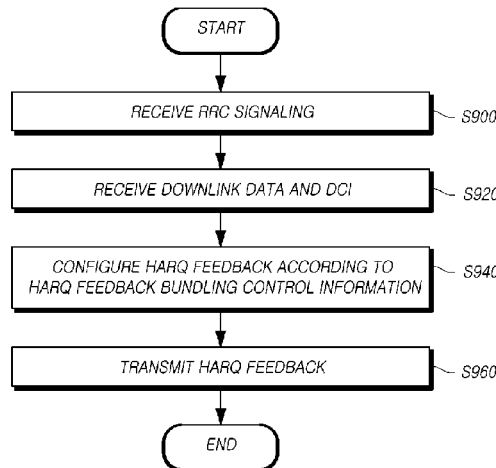 START
RECEIVE RRC SIGNALING
S900
RECEIVE DOWNLINK DATA AND DCI
S920
CONFIGURE HARQ FEEDBACK ACCORDING TO
HARQ FEEDBACK BUNDLING CONTROL INFORMATION
S940
TRANSMIT HARQ FEEDBACK
S960
END